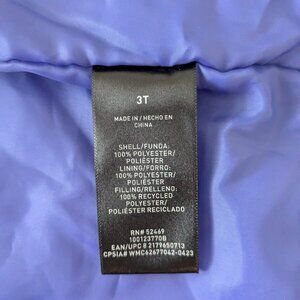 3T
MADE IN / HECHO EN
CHINA
SHELL/FUNDA:
100% POLYESTER/
POLIÉSTER
LINING/FORRO:
100% POLYESTER/
POLIÉSTER
FILLING/RELLENO:
100% RECYCLED
POLYESTER/
POLIÉSTER RECICLADO
RN# 52469
100123770B
EAN/UPC # 2179650713
CPSIA# WMC62677042-0423